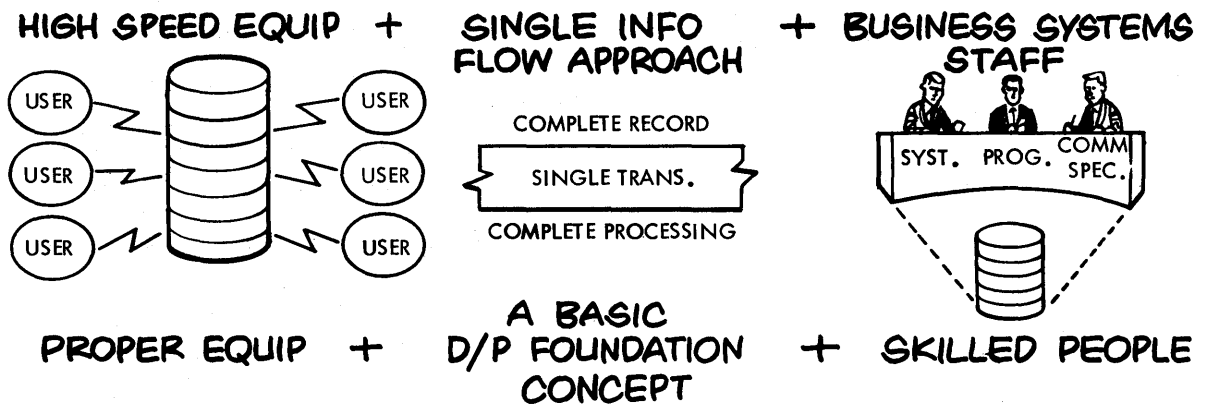 HIGH SPEED EQUIP + SINGLE INFO + BUSINESS SYSTEMS
FLOW APPROACH STAFF
USER USER
COMPLETE RECORD
USER SINGLE TRANS. USER
COMPLETE PROCESSING
USER USER
SYST. PROG. COMM
SPEC.
A BASIC
PROPER EQUIP + D/P FOUNDATION + SKILLED PEOPLE
CONCEPT